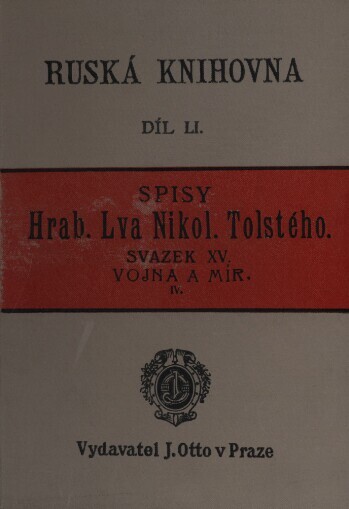 RUSKÁ KNIHOVNA
DÍL LI.
SPISY
Hrab. Lva Nikol. Tolstého.
SVAZEK XV.
VOJNA A MÍR.
IV.
Vydavatel J. Otto v Praze